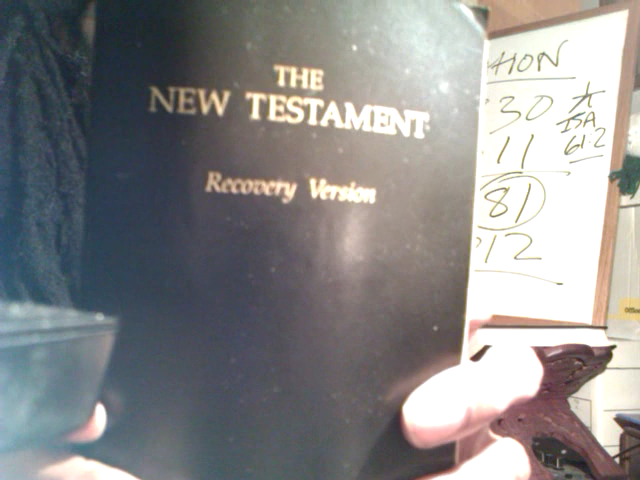 THE
NEW TESTAMENT
Recovery Version
30
11
81
12
ISA
61:2